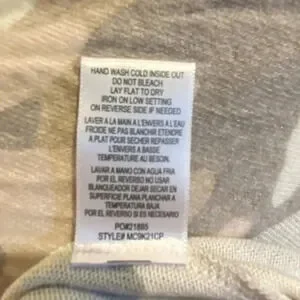 HAND WASH COLD INSIDE OUT
DO NOT BLEACH
LAY FLAT TO DRY
IRON ON LOW SETTING
ON REVERSE SIDE IF NEEDED
LAVER A LA MAIN A L'ENVERS A L'EAU
FROIDE NE PAS BLANCHIR ETENDRE
A PLAT POUR SECHER REPASSER
L'ENVERS A BASSE
TEMPERATURE AU BESOIN.
LAVAR A MANO CON AGUA FRIA
POR EL REVERSO NO USAR
BLANQUEADOR DEJAR SECAR EN
SUPERFICIE PLANA PLANCHAR A
TEMPERATURA BAJA
POR EL REVERSO SI ES NECESARIO
PO#21885
STYLE# MC9K21CP